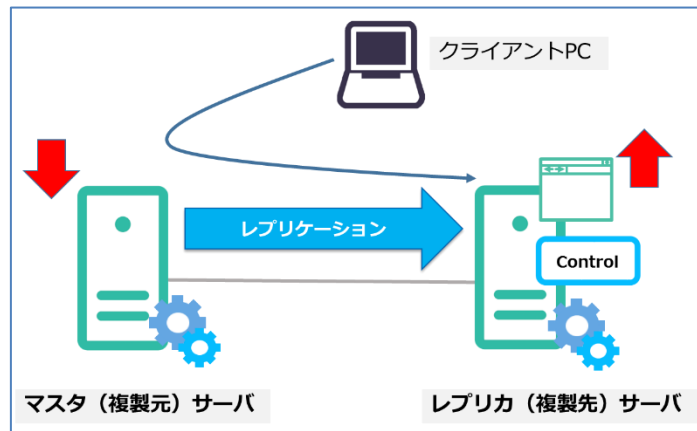 クライアントPC
レプリケーション
Control
マスタ（複製元）サーバ
レプリカ（複製先）サーバ